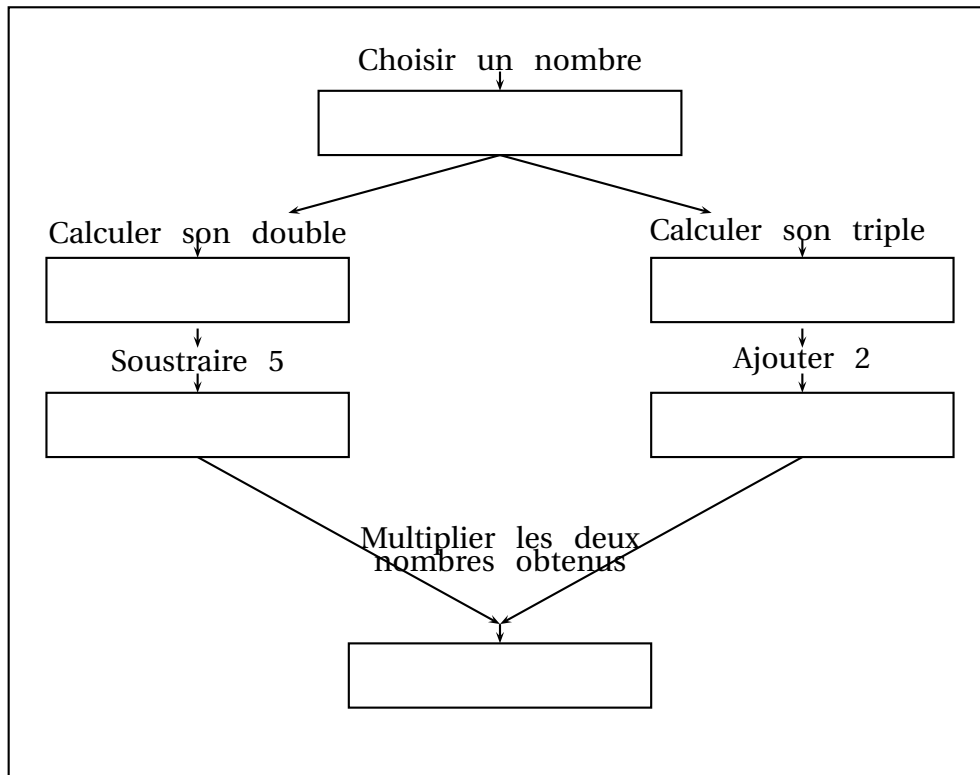 Choisir un nombre
Calculer son double
Calculer son triple
Soustraire 5
Ajouter 2
Multiplier les deux
nombres obtenus